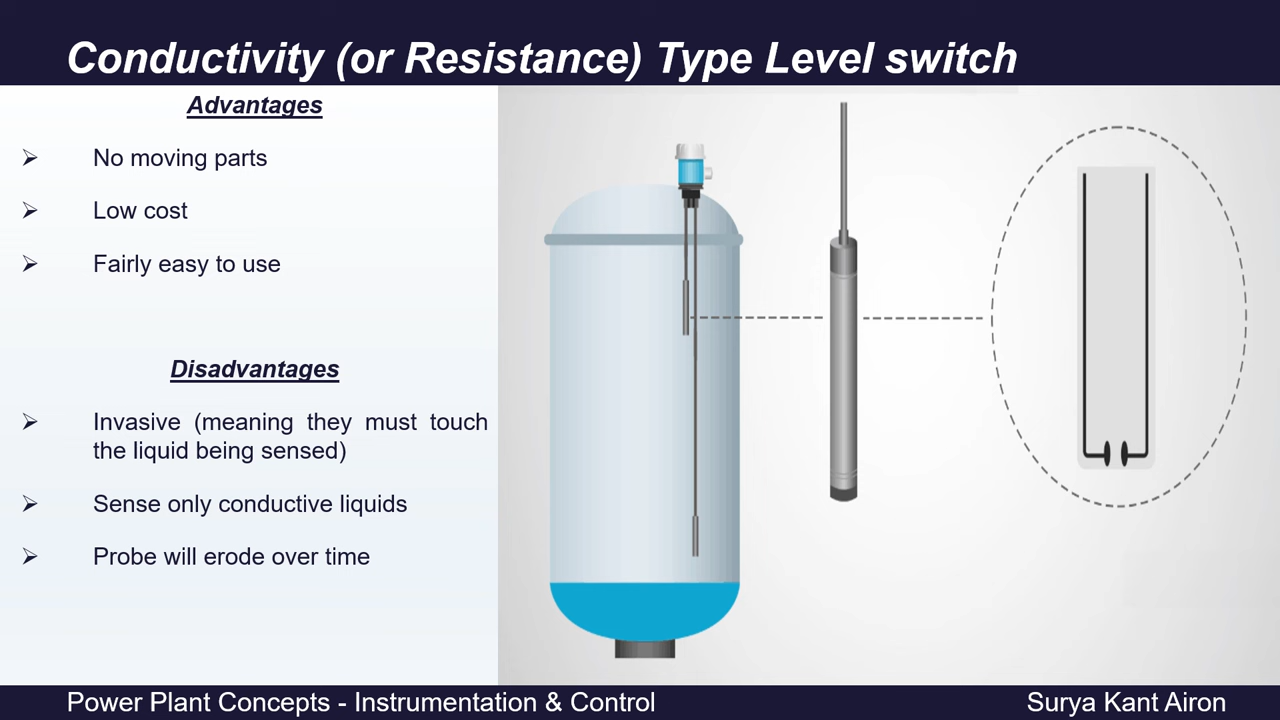 Conductivity (or Resistance) Type Level switch
Advantages
No moving parts
Low cost
Fairly easy to use
Disadvantages
Invasive (meaning they must touch
the liquid being sensed)
Sense only conductive liquids
Probe will erode over time
Power Plant Concepts - Instrumentation & Control
Surya Kant Airon